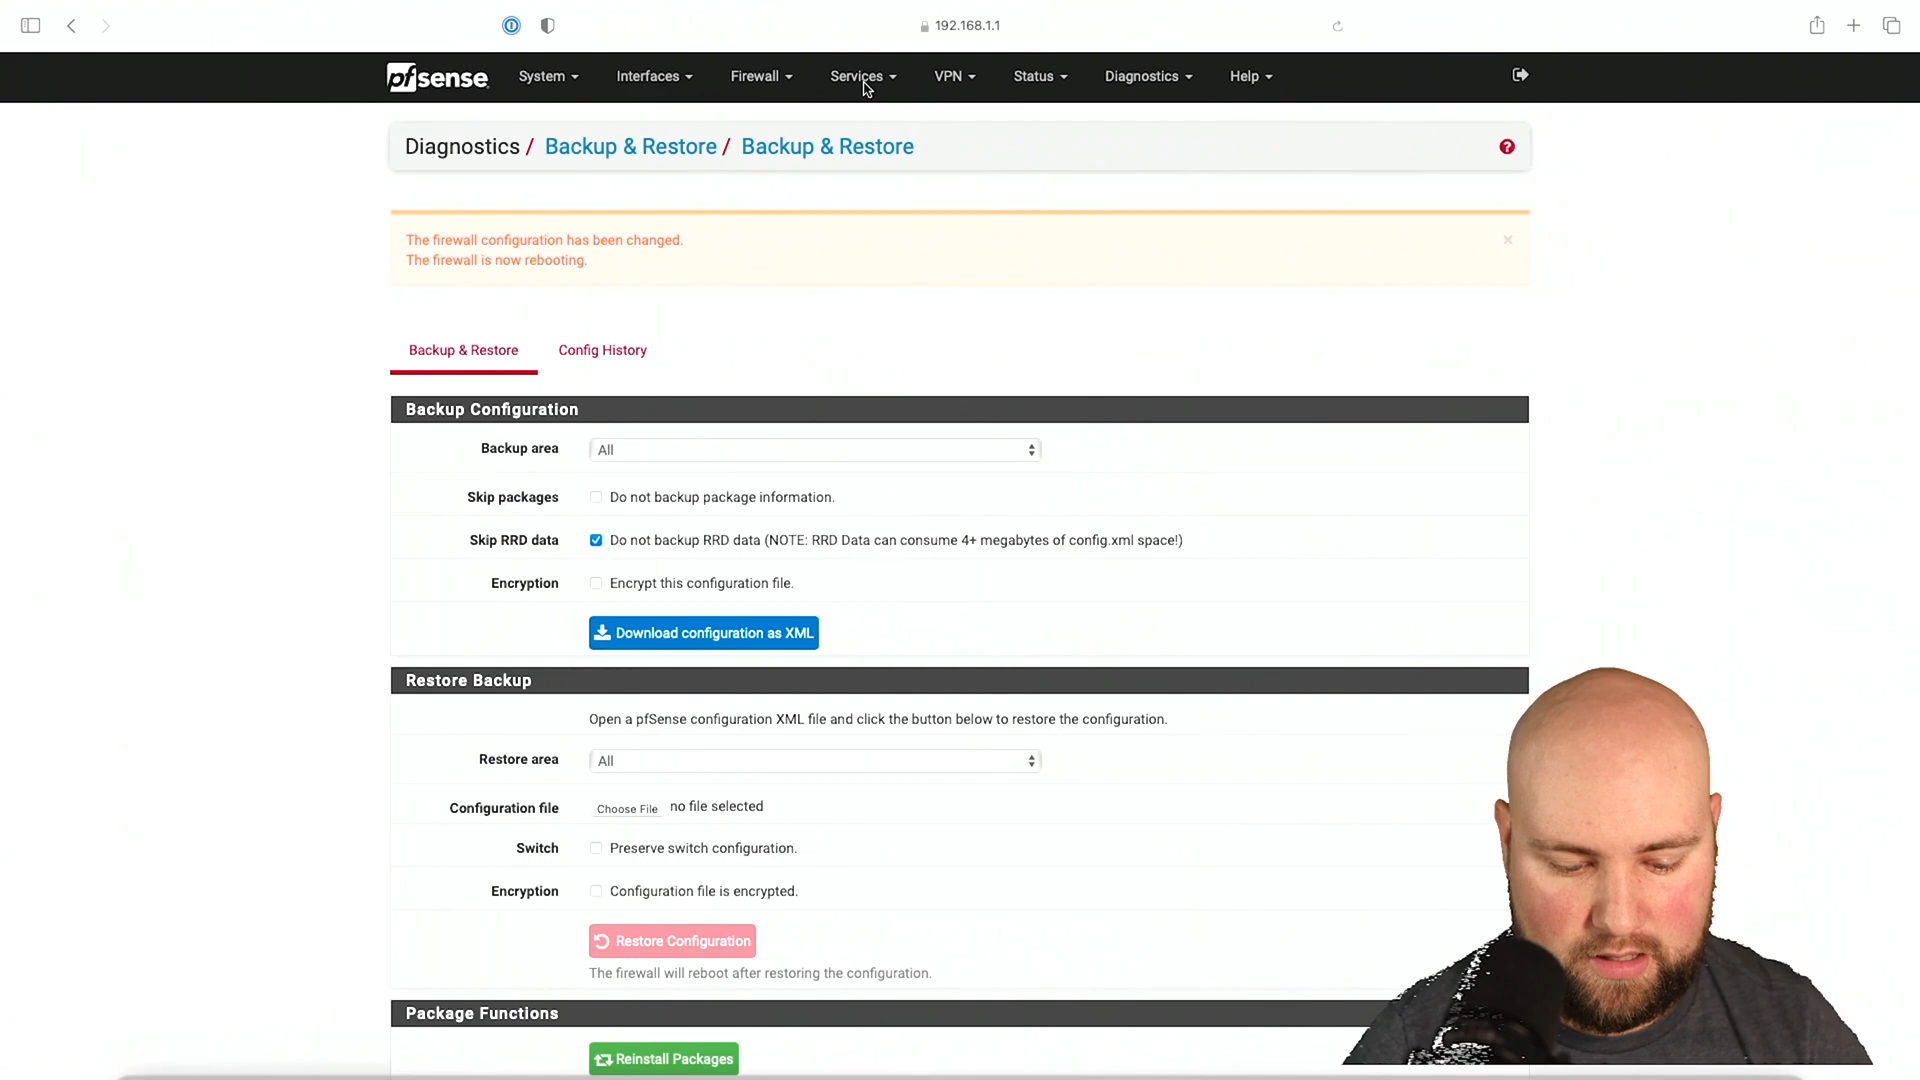 192.168.1.1
pfsense
System
Interfaces
Firewall
Services
VPN
Status
Diagnostics
Help
Diagnostics / Backup & Restore / Backup & Restore
The firewall configuration has been changed.
The firewall is now rebooting.
Backup & Restore
Config History
Backup Configuration
Backup area
All
Skip packages
Do not backup package information.
Skip RRD data
Do not backup RRD data (NOTE: RRD Data can consume 4+ megabytes of config.xml space!)
Encryption
Encrypt this configuration file.
Download configuration as XML
Restore Backup
Open a pfSense configuration XML file and click the button below to restore the configuration.
Restore area
All
Configuration file
Choose File
no file selected
Switch
Preserve switch configuration.
Encryption
Configuration file is encrypted.
Restore Configuration
The firewall will reboot after restoring the configuration.
Package Functions
Reinstall Packages